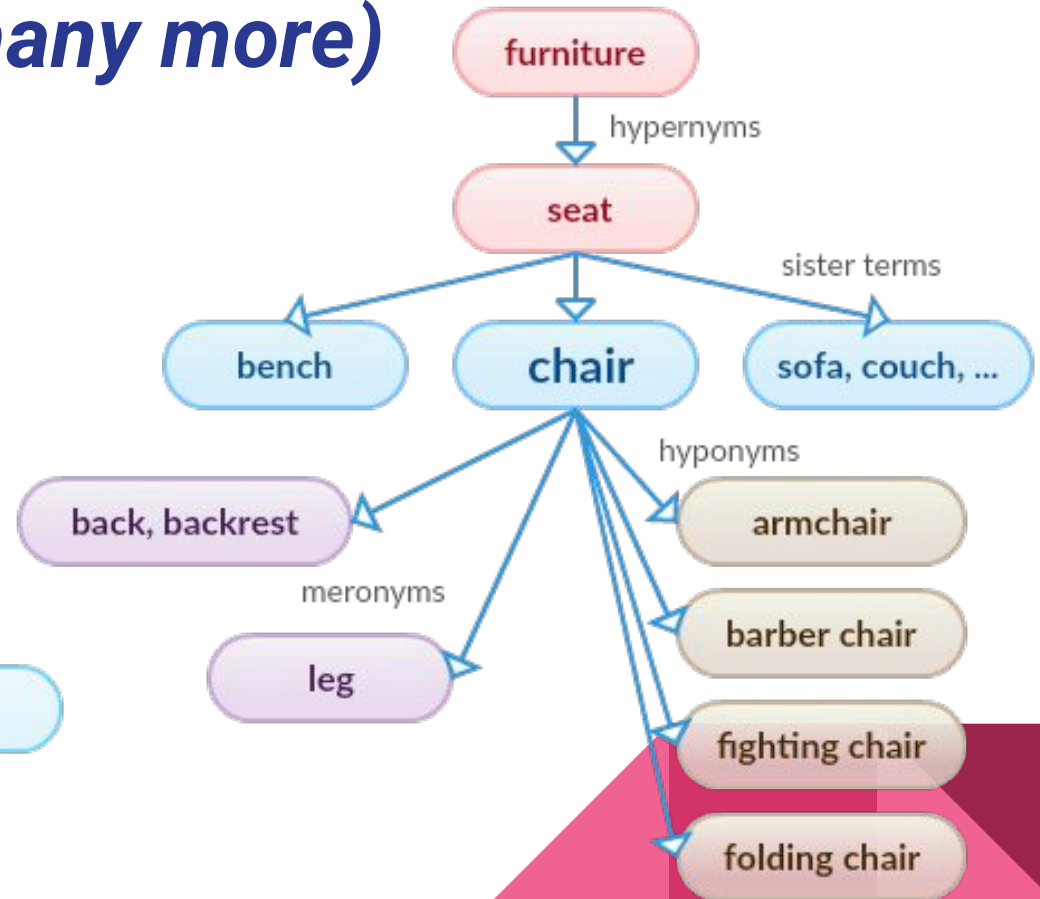 many more)
furniture
hypernyms
seat
sister terms
bench
chair
sofa, couch, ...
hyponyms
back, backrest
armchair
meronyms
barber chair
leg
fighting chair
folding chair